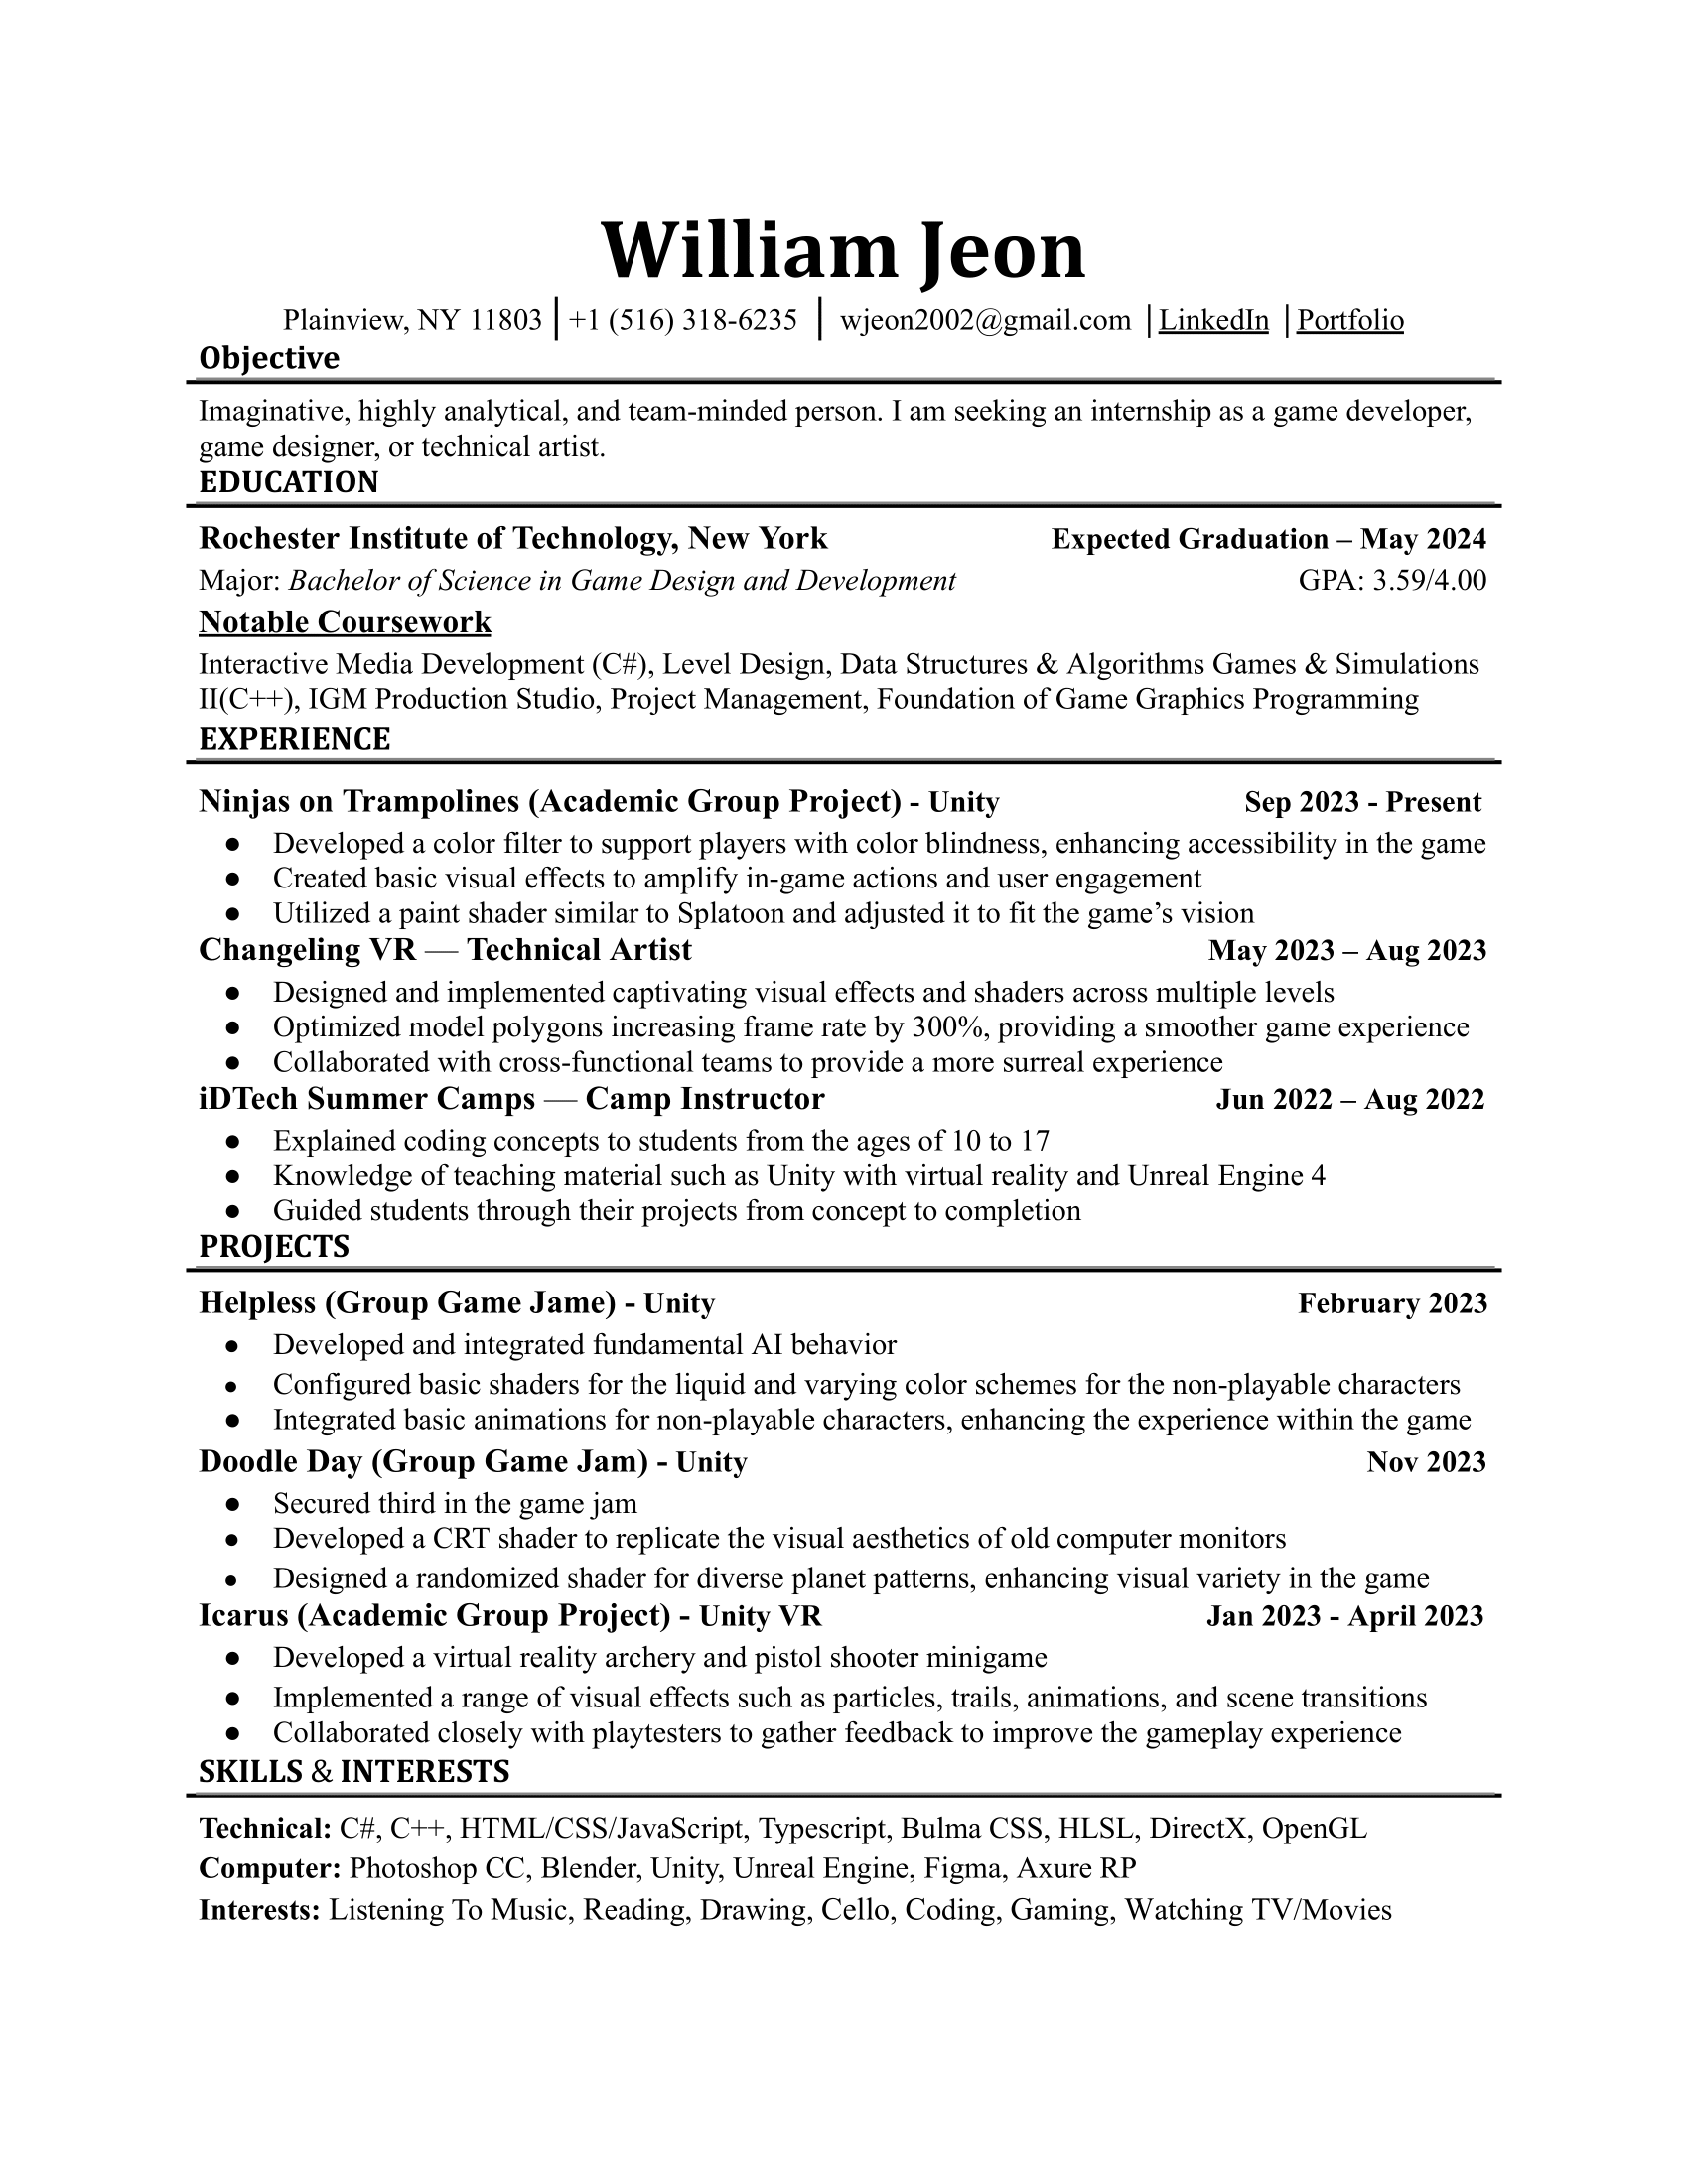 William Jeon
Plainview, NY 11803 | +1 (516) 318-6235 | wjeon2002@gmail.com | LinkedIn | Portfolio
Objective
Imaginative, highly analytical, and team-minded person. I am seeking an internship as a game developer,
game designer, or technical artist.
EDUCATION
Rochester Institute of Technology, New York Expected Graduation – May 2024
Major: Bachelor of Science in Game Design and Development GPA: 3.59/4.00
Notable Coursework
Interactive Media Development (C#), Level Design, Data Structures & Algorithms Games & Simulations
II(C++), IGM Production Studio, Project Management, Foundation of Game Graphics Programming
EXPERIENCE
Ninjas on Trampolines (Academic Group Project) - Unity Sep 2023 - Present
● Developed a color filter to support players with color blindness, enhancing accessibility in the game
● Created basic visual effects to amplify in-game actions and user engagement
● Utilized a paint shader similar to Splatoon and adjusted it to fit the game’s vision
Changeling VR — Technical Artist May 2023 – Aug 2023
● Designed and implemented captivating visual effects and shaders across multiple levels
● Optimized model polygons increasing frame rate by 300%, providing a smoother game experience
● Collaborated with cross-functional teams to provide a more surreal experience
iDTech Summer Camps — Camp Instructor Jun 2022 – Aug 2022
● Explained coding concepts to students from the ages of 10 to 17
● Knowledge of teaching material such as Unity with virtual reality and Unreal Engine 4
● Guided students through their projects from concept to completion
PROJECTS
Helpless (Group Game Jame) - Unity February 2023
● Developed and integrated fundamental AI behavior
● Configured basic shaders for the liquid and varying color schemes for the non-playable characters
● Integrated basic animations for non-playable characters, enhancing the experience within the game
Doodle Day (Group Game Jam) - Unity Nov 2023
● Secured third in the game jam
● Developed a CRT shader to replicate the visual aesthetics of old computer monitors
● Designed a randomized shader for diverse planet patterns, enhancing visual variety in the game
Icarus (Academic Group Project) - Unity VR Jan 2023 - April 2023
● Developed a virtual reality archery and pistol shooter minigame
● Implemented a range of visual effects such as particles, trails, animations, and scene transitions
● Collaborated closely with playtesters to gather feedback to improve the gameplay experience
SKILLS & INTERESTS
Technical: C#, C++, HTML/CSS/JavaScript, Typescript, Bulma CSS, HLSL, DirectX, OpenGL
Computer: Photoshop CC, Blender, Unity, Unreal Engine, Figma, Axure RP
Interests: Listening To Music, Reading, Drawing, Cello, Coding, Gaming, Watching TV/Movies